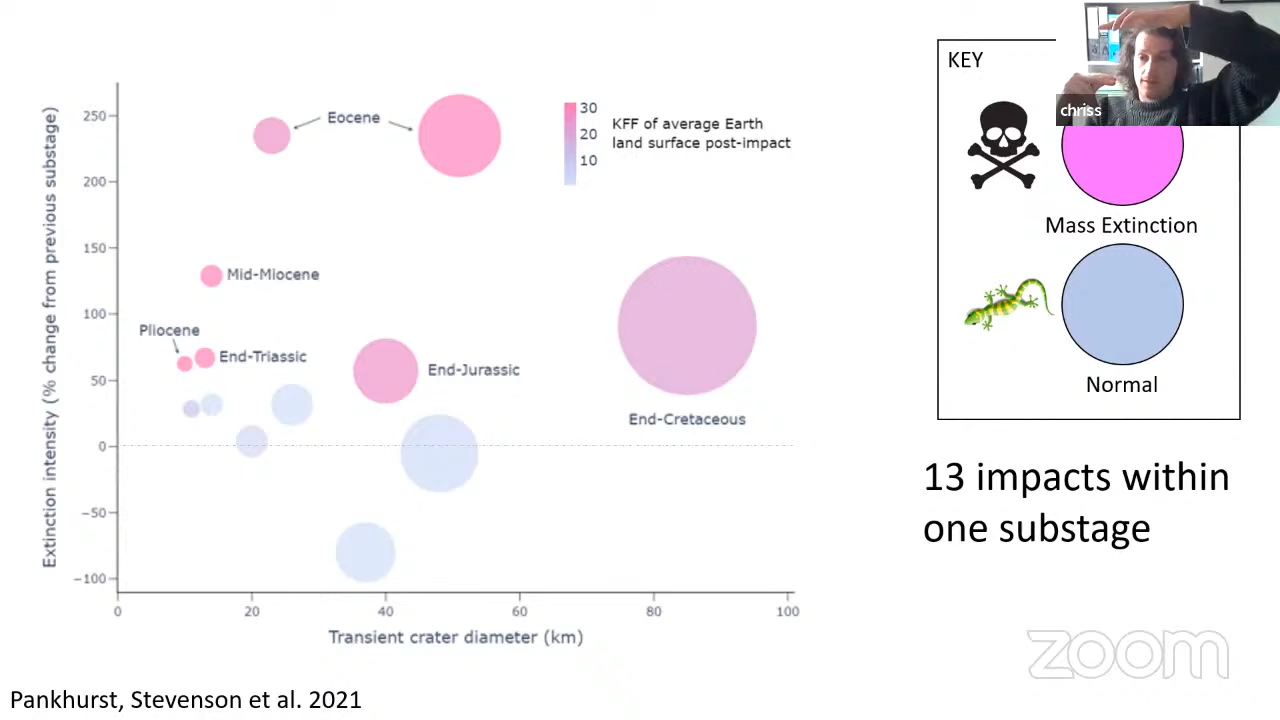 KEY
chriss
Mass Extinction
Normal
13 impacts within
one substage
Extinction intensity (% change from previous substage)
250
200
150
100
50
0
−50
−100
0
20
40
60
80
100
Transient crater diameter (km)
Eocene
30
20
10
KFF of average Earth
land surface post-impact
Mid-Miocene
Pliocene
End-Triassic
End-Jurassic
End-Cretaceous
Pankhurst, Stevenson et al. 2021
zoom